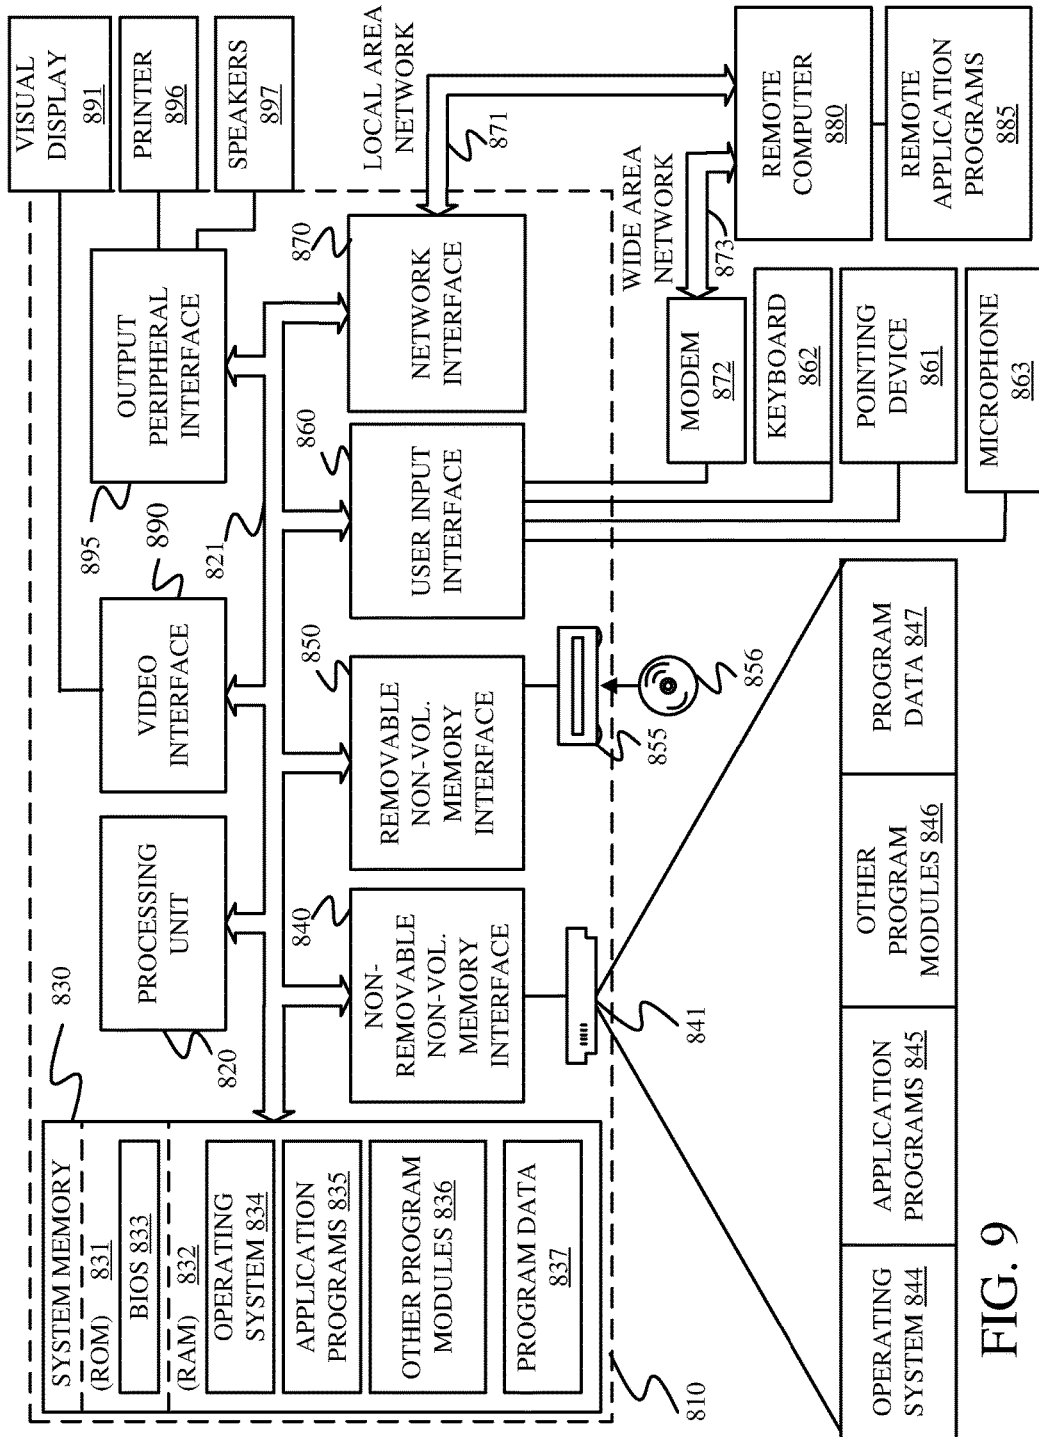 SYSTEM MEMORY
(ROM) 831
BIOS 833
(RAM) 832
OPERATING
SYSTEM 834
APPLICATION
PROGRAMS 835
OTHER PROGRAM
MODULES 836
PROGRAM DATA
837
810
830
PROCESSING
UNIT
820
VIDEO
INTERFACE
890
821
OUTPUT
PERIPHERAL
INTERFACE
895
VISUAL
DISPLAY
891
PRINTER
896
SPEAKERS
897
NON-
REMOVABLE
NON-VOL.
MEMORY
INTERFACE
840
REMOVABLE
NON-VOL.
MEMORY
INTERFACE
850
USER INPUT
INTERFACE
860
NETWORK
INTERFACE
870
LOCAL AREA
NETWORK
871
841
855
856
WIDE AREA
NETWORK
873
MODEM
872
KEYBOARD
862
POINTING
DEVICE
861
MICROPHONE
863
REMOTE
COMPUTER
880
REMOTE
APPLICATION
PROGRAMS
885
OPERATING
SYSTEM 844
APPLICATION
PROGRAMS 845
OTHER
PROGRAM
MODULES 846
PROGRAM
DATA 847
FIG. 9